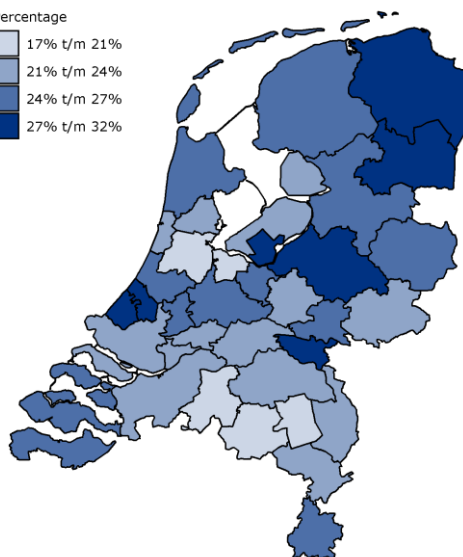 ercentage
17% t/m 21%
21% t/m 24%
24% t/m 27%
27% t/m 32%